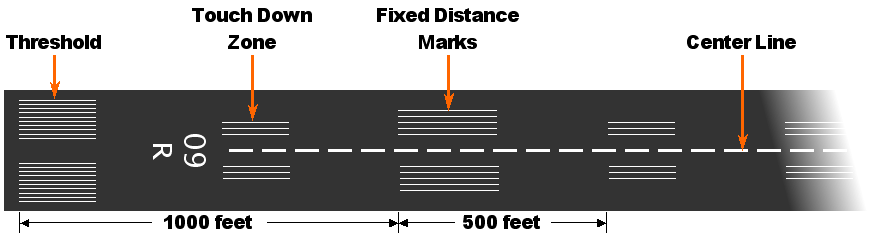 Touch Down
Zone
Fixed Distance
Marks
Threshold
Center Line
09
R
1000 feet
500 feet